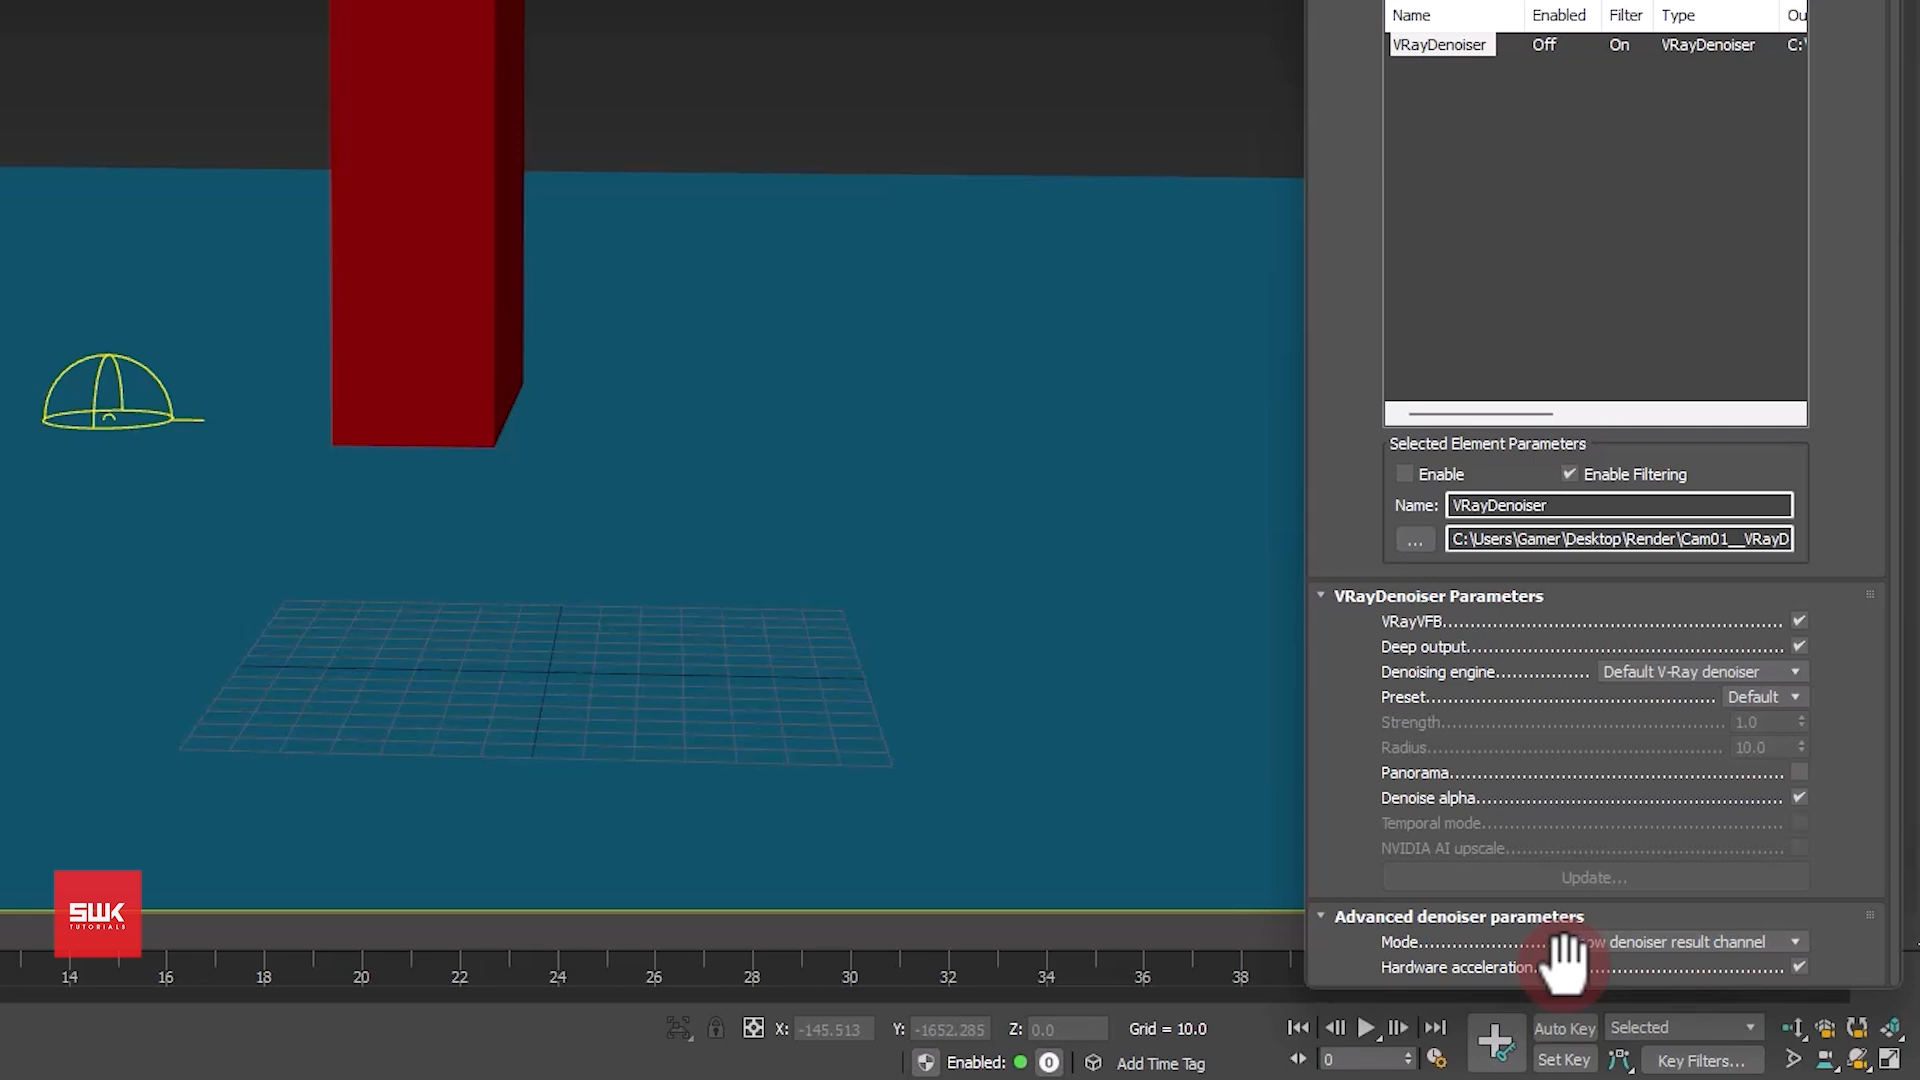 Name Enabled Filter Type Ou
VRayDenoiser Off On VRayDenoiser C:\
Selected Element Parameters
Enable Enable Filtering
Name: VRayDenoiser
... C:\Users\Gamer\Desktop\Render\Cam01__VRayD
VRayDenoiser Parameters
VRayVFB
Deep output
Denoising engine Default V-Ray denoiser
Preset Default
Strength 1.0
Radius 10.0
Panorama
Denoise alpha
Temporal mode
NVIDIA AI upscale
Update...
Advanced denoiser parameters
Mode ow denoiser result channel
Hardware acceleration
SWK
TUTORIALS
14 16 18 20 22 24 26 28 30 32 34 36 38
X: -145.513 Y: -1652.285 Z: 0.0 Grid = 10.0
Auto Key Selected
Enabled: 0 Add Time Tag
0
Set Key Key Filters...